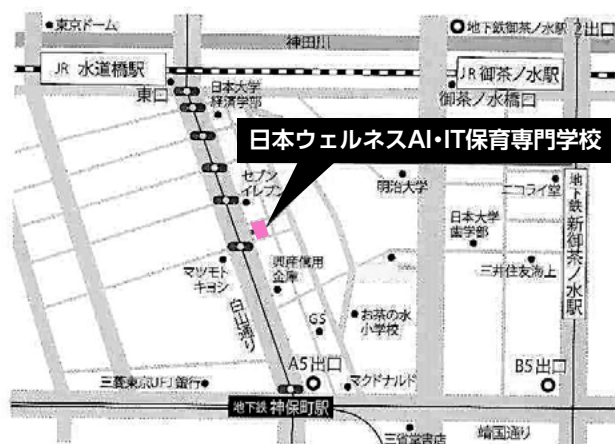 東京ドーム
地下鉄御茶ノ水駅 2出口
神田川
JR 水道橋駅
JR 御茶ノ水駅
東口
日本大学
経済学部
御茶ノ水橋口
日本ウェルネスAI・IT保育専門学校
セブン
イレブン
明治大学
ニコライ堂
地下鉄 新御茶ノ水駅
日本大学
歯学部
マツモト
キヨシ
興産信用
金庫
三井住友海上
白山通り
GS
お茶の水
小学校
A5出口
B5出口
三菱東京UFJ銀行
マクドナルド
地下鉄 神保町駅
三省堂書店
靖国通り